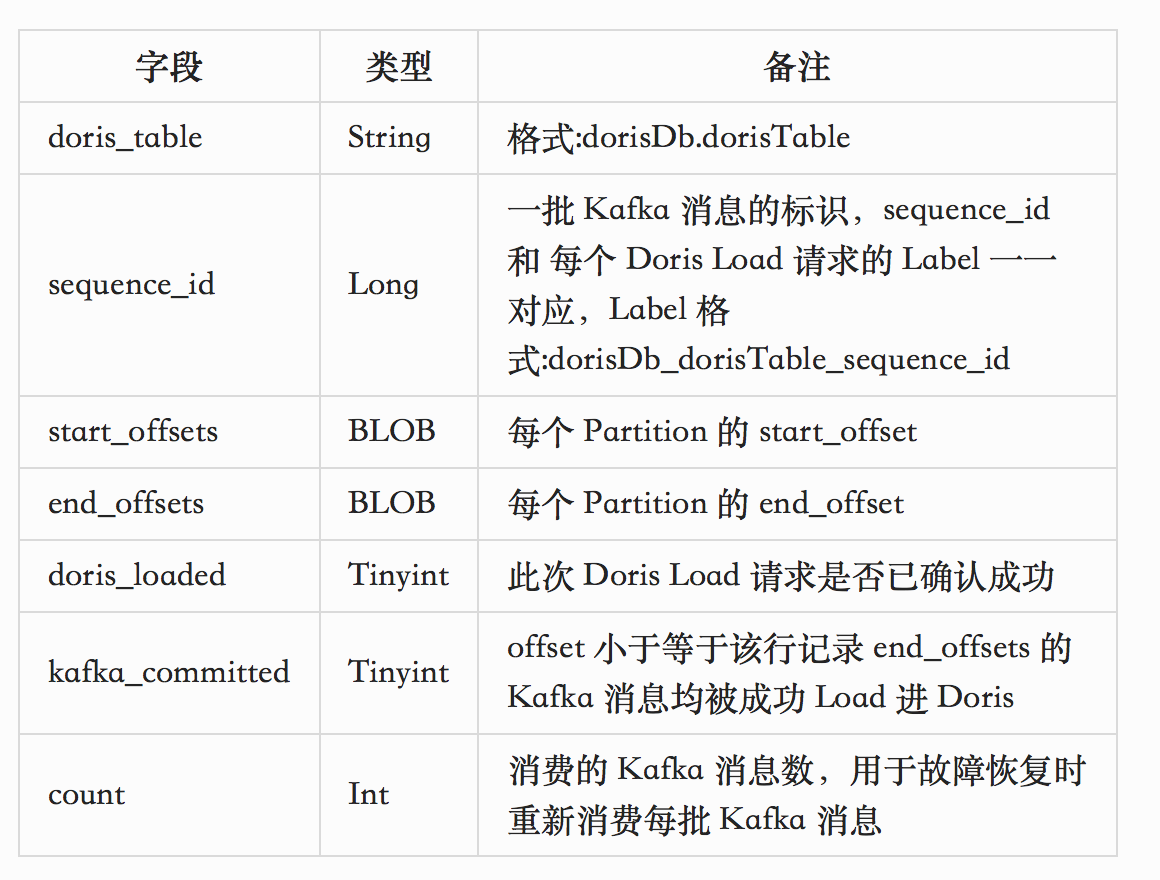 字段 类型 备注
doris_table String 格式:dorisDb.dorisTable
一批 Kafka 消息的标识，sequence_id
和 每个 Doris Load 请求的 Label 一一
sequence_id Long
对应，Label 格
式:dorisDb_dorisTable_sequence_id
start_offsets BLOB 每个 Partition 的 start_offset
end_offsets BLOB 每个 Partition 的 end_offset
doris_loaded Tinyint 此次 Doris Load 请求是否已确认成功
kafka_committed Tinyint
offset 小于等于该行记录 end_offsets 的
Kafka 消息均被成功 Load 进 Doris
count Int
消费的 Kafka 消息数，用于故障恢复时
重新消费每批 Kafka 消息